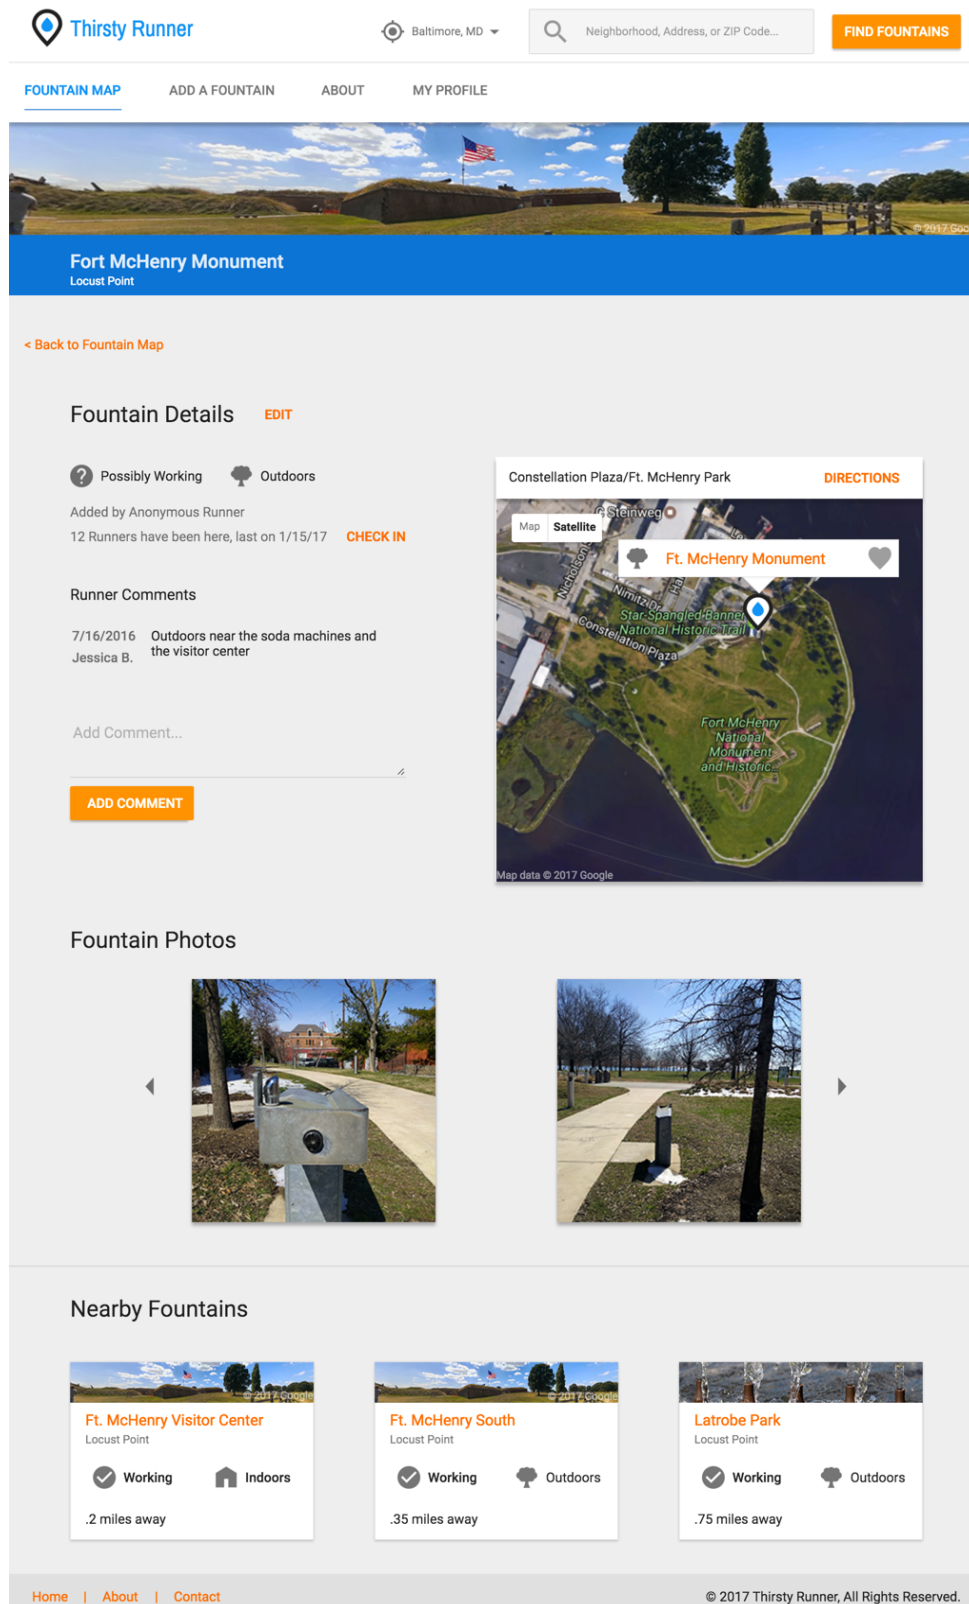 Thirsty Runner
Baltimore, MD
Neighborhood, Address, or ZIP Code...
FIND FOUNTAINS
FOUNTAIN MAP
ADD A FOUNTAIN
ABOUT
MY PROFILE
© 2017 Goo
Fort McHenry Monument
Locust Point
< Back to Fountain Map
Fountain Details
EDIT
Possibly Working
Outdoors
Added by Anonymous Runner
12 Runners have been here, last on 1/15/17
CHECK IN
Runner Comments
7/16/2016
Jessica B.
Outdoors near the soda machines and
the visitor center
Add Comment...
ADD COMMENT
Constellation Plaza/Ft. McHenry Park
DIRECTIONS
Steinweg
Map
Satellite
Ft. McHenry Monument
Nimitz Dr
Star-Spangled Banner
National Historic Trail
Constellation Plaza
Fort McHenry
National
Monument
and Historic...
Map data © 2017 Google
Fountain Photos
Nearby Fountains
© 2017 Google
Ft. McHenry Visitor Center
Locust Point
Working
Indoors
.2 miles away
© 2017 Google
Ft. McHenry South
Locust Point
Working
Outdoors
.35 miles away
Latrobe Park
Locust Point
Working
Outdoors
.75 miles away
Home | About | Contact
© 2017 Thirsty Runner, All Rights Reserved.